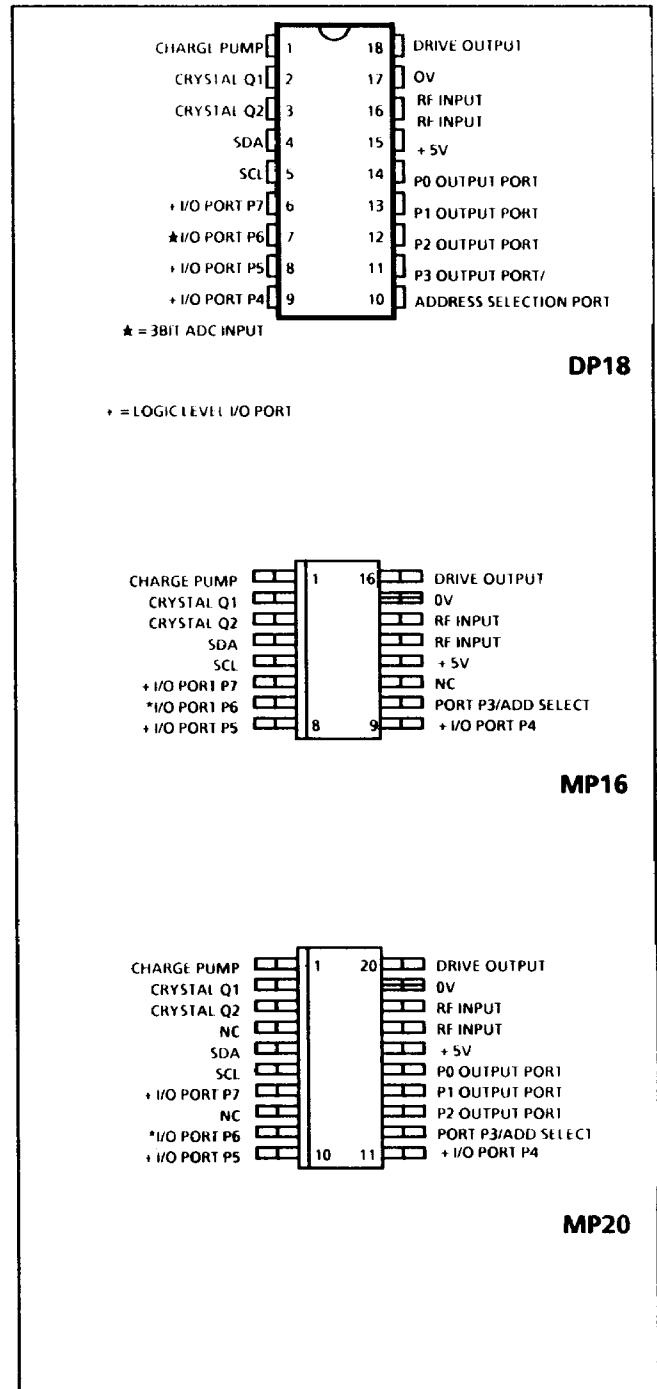 CHARGE PUMP 1 18 DRIVE OUTPUT
CRYSTAL Q1 2 17 0V
CRYSTAL Q2 3 16 RF INPUT
RF INPUT
SDA 4 15 + 5V
SCL 5 14 P0 OUTPUT PORT
+ I/O PORT P7 6 13 P1 OUTPUT PORT
★ I/O PORT P6 7 12 P2 OUTPUT PORT
+ I/O PORT P5 8 11 P3 OUTPUT PORT/
+ I/O PORT P4 9 10 ADDRESS SELECTION PORT
★ = 3BIT ADC INPUT
DP18
+ = LOGIC LEVEL I/O PORT
CHARGE PUMP 1 16 DRIVE OUTPUT
CRYSTAL Q1 0V
CRYSTAL Q2 RF INPUT
SDA RF INPUT
SCL + 5V
+ I/O PORT P7 NC
*I/O PORT P6 PORT P3/ADD SELECT
+ I/O PORT P5 8 9 + I/O PORT P4
MP16
CHARGE PUMP 1 20 DRIVE OUTPUT
CRYSTAL Q1 0V
CRYSTAL Q2 RF INPUT
NC RF INPUT
SDA + 5V
SCL P0 OUTPUT PORT
+ I/O PORT P7 P1 OUTPUT PORT
NC P2 OUTPUT PORT
*I/O PORT P6 PORT P3/ADD SELECT
+ I/O PORT P5 10 11 + I/O PORT P4
MP20